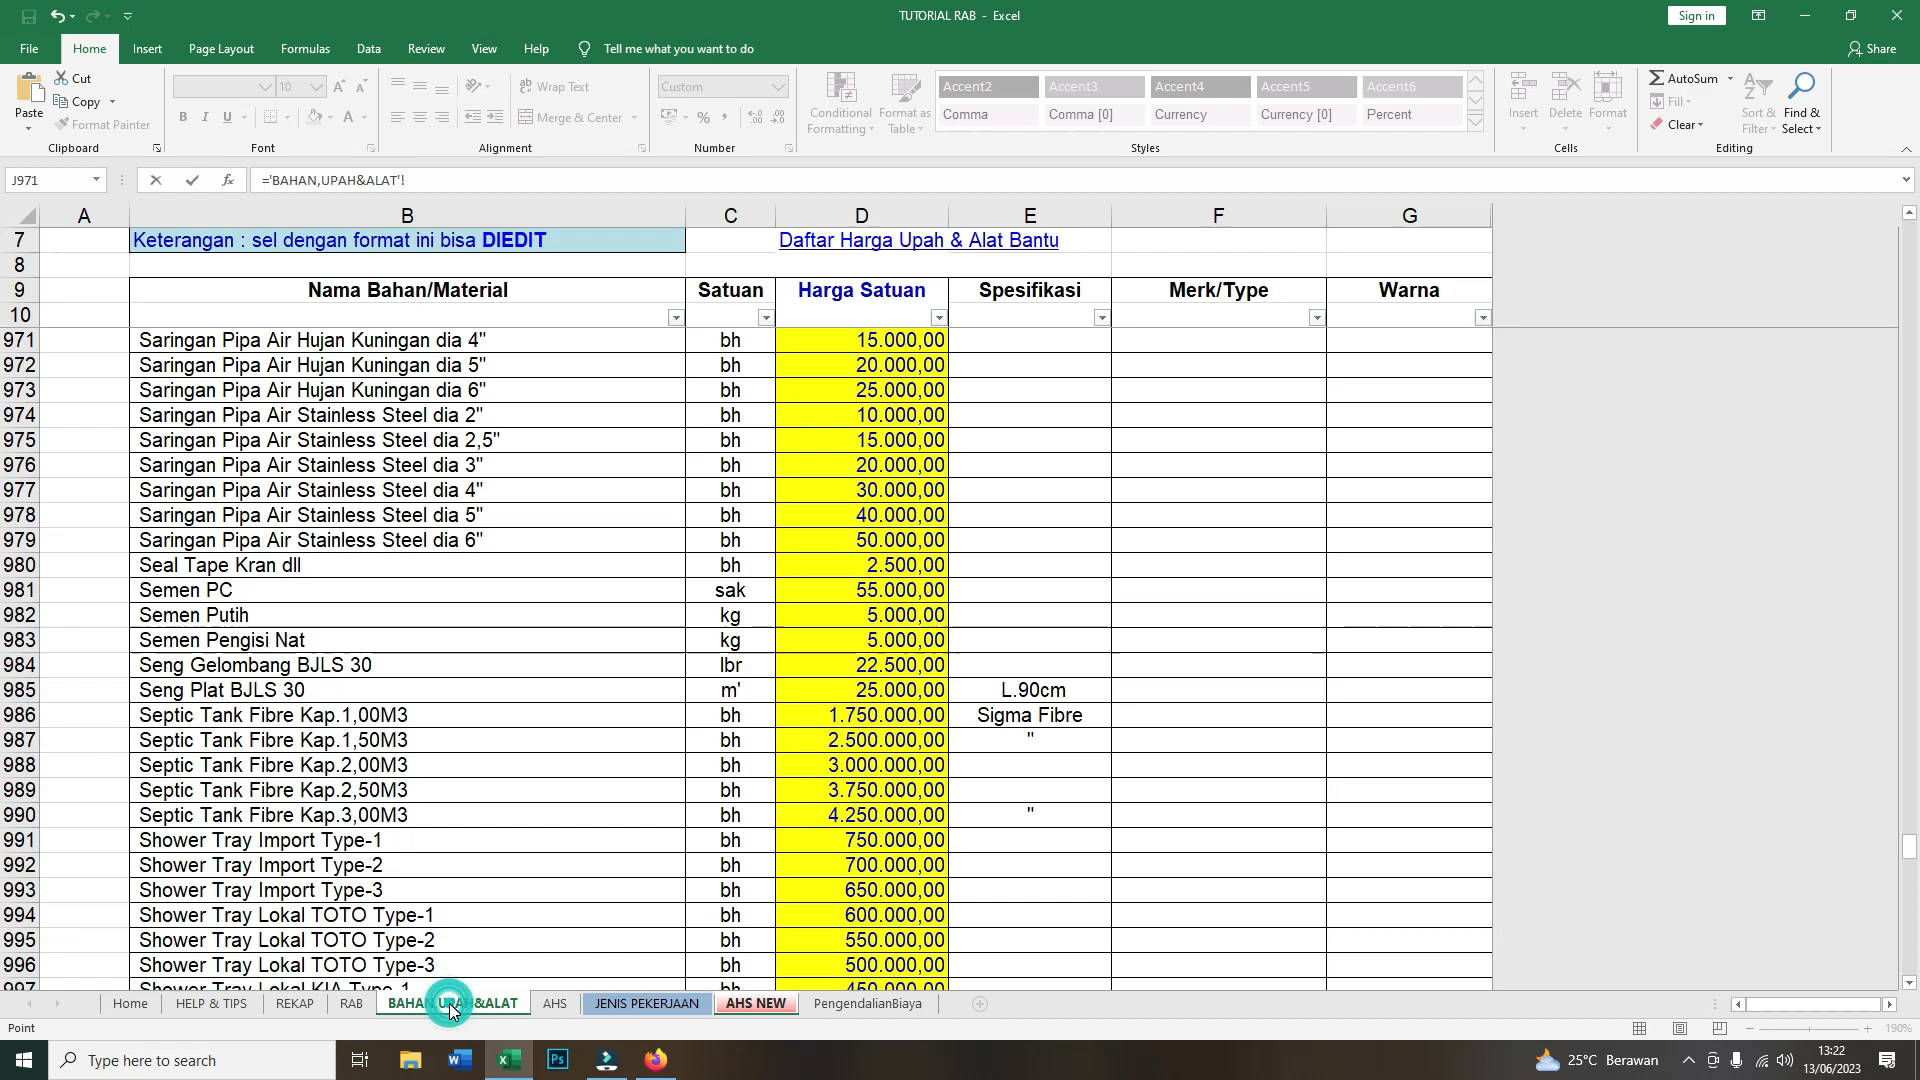 TUTORIAL RAB - Excel
Sign in
File Home Insert Page Layout Formulas Data Review View Help Tell me what you want to do
Share
Paste
Cut
Copy
Format Painter
10
Wrap Text
Merge & Center
Custom
Conditional Formatting
Format as Table
Accent2 Accent3 Accent4 Accent5 Accent6
Comma Comma [0] Currency Currency [0] Percent
Insert Delete Format
AutoSum
Fill
Clear
Sort & Filter
Find & Select
Clipboard Font Alignment Number Styles Cells Editing
J971 ='BAHAN,UPAH&ALAT'!
A B C D E F G
7 Keterangan : sel dengan format ini bisa DIEDIT Daftar Harga Upah & Alat Bantu
8
9 Nama Bahan/Material Satuan Harga Satuan Spesifikasi Merk/Type Warna
10
971 Saringan Pipa Air Hujan Kuningan dia 4" bh 15.000,00
972 Saringan Pipa Air Hujan Kuningan dia 5" bh 20.000,00
973 Saringan Pipa Air Hujan Kuningan dia 6" bh 25.000,00
974 Saringan Pipa Air Stainless Steel dia 2" bh 10.000,00
975 Saringan Pipa Air Stainless Steel dia 2,5" bh 15.000,00
976 Saringan Pipa Air Stainless Steel dia 3" bh 20.000,00
977 Saringan Pipa Air Stainless Steel dia 4" bh 30.000,00
978 Saringan Pipa Air Stainless Steel dia 5" bh 40.000,00
979 Saringan Pipa Air Stainless Steel dia 6" bh 50.000,00
980 Seal Tape Kran dll bh 2.500,00
981 Semen PC sak 55.000,00
982 Semen Putih kg 5.000,00
983 Semen Pengisi Nat kg 5.000,00
984 Seng Gelombang BJLS 30 lbr 22.500,00
985 Seng Plat BJLS 30 m' 25.000,00 L.90cm
986 Septic Tank Fibre Kap.1,00M3 bh 1.750.000,00 Sigma Fibre
987 Septic Tank Fibre Kap.1,50M3 bh 2.500.000,00 "
988 Septic Tank Fibre Kap.2,00M3 bh 3.000.000,00
989 Septic Tank Fibre Kap.2,50M3 bh 3.750.000,00
990 Septic Tank Fibre Kap.3,00M3 bh 4.250.000,00 "
991 Shower Tray Import Type-1 bh 750.000,00
992 Shower Tray Import Type-2 bh 700.000,00
993 Shower Tray Import Type-3 bh 650.000,00
994 Shower Tray Lokal TOTO Type-1 bh 600.000,00
995 Shower Tray Lokal TOTO Type-2 bh 550.000,00
996 Shower Tray Lokal TOTO Type-3 bh 500.000,00
997 Shower Tray Lokal KIA Type-1 bh 450.000,00
Home HELP & TIPS REKAP RAB BAHAN,UPAH&ALAT AHS JENIS PEKERJAAN AHS NEW PengendalianBiaya
Point
190%
Type here to search
25°C Berawan
13:22
13/06/2023